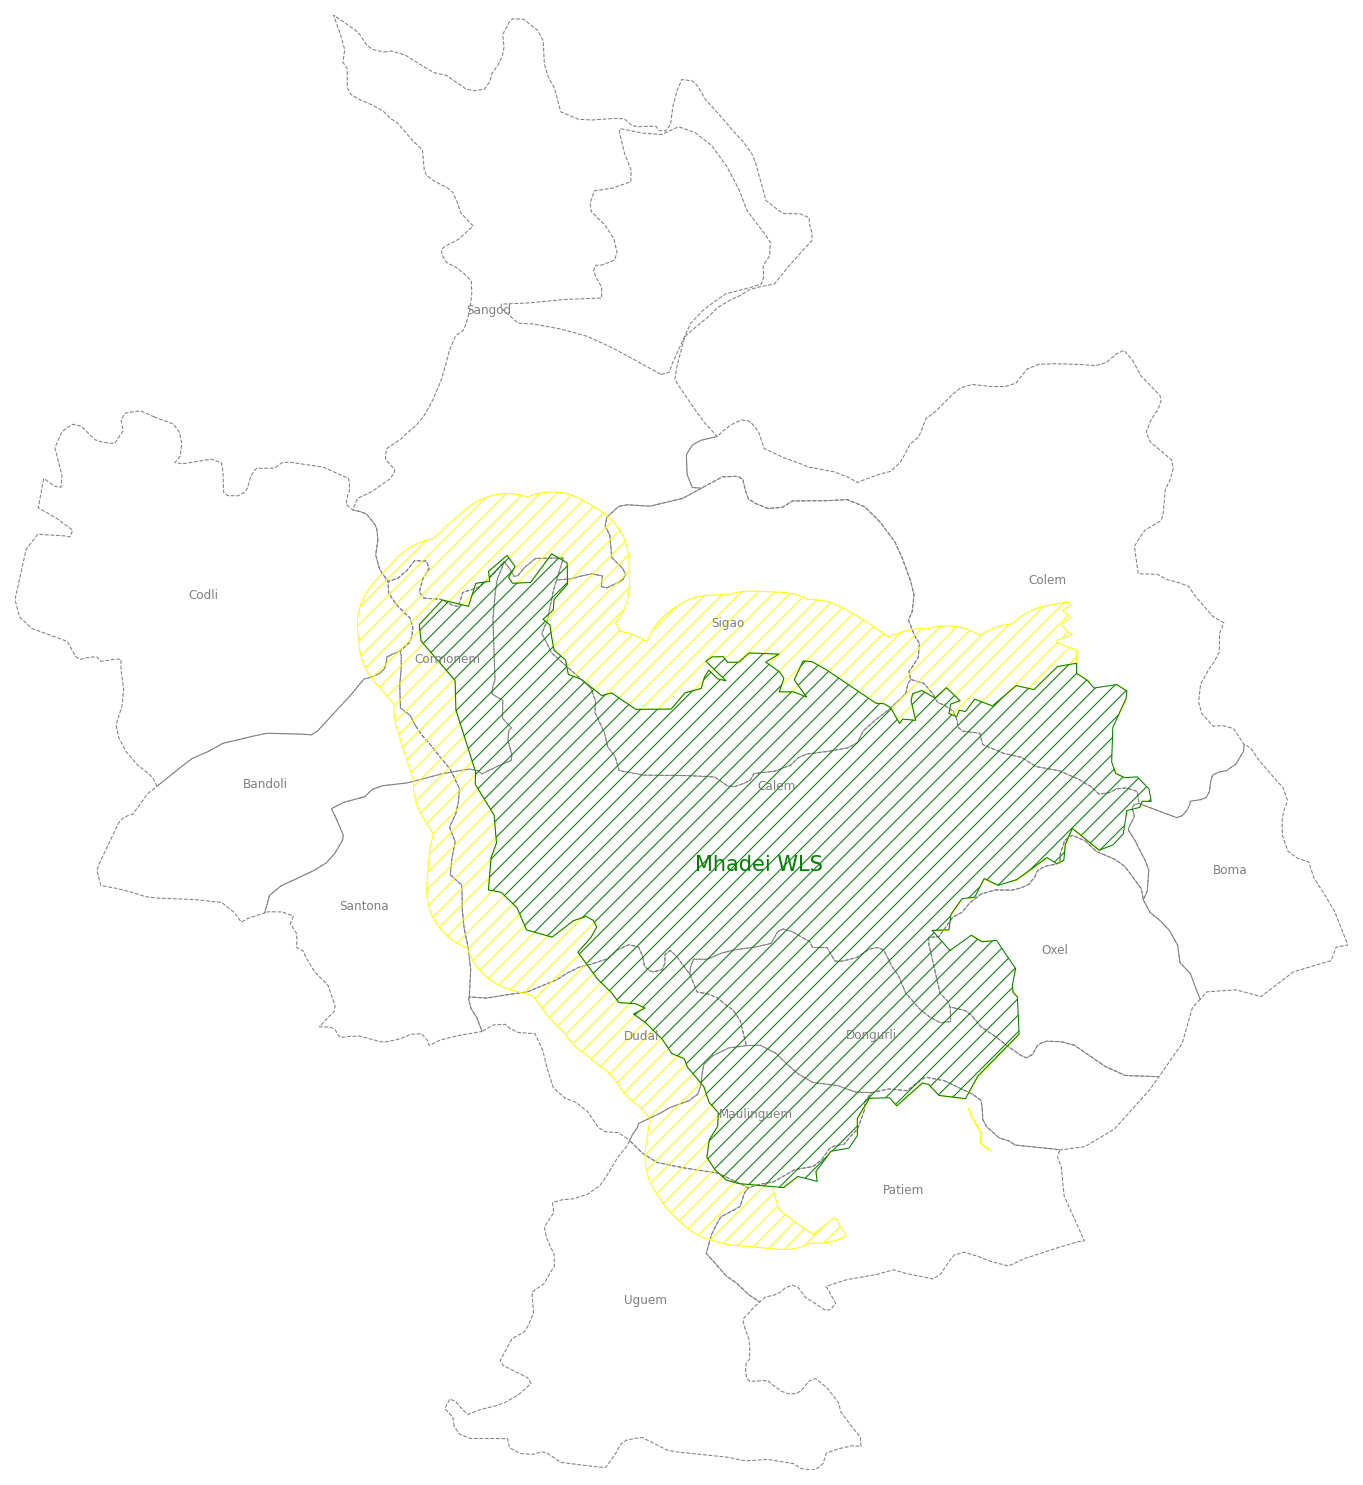 Sangod
Colem
Codli
Sigao
Cormonem
Bandoli
Calem
Mhadei WLS
Boma
Santona
Oxel
Dudal
Dongurli
Maulinguem
Patiem
Uguem